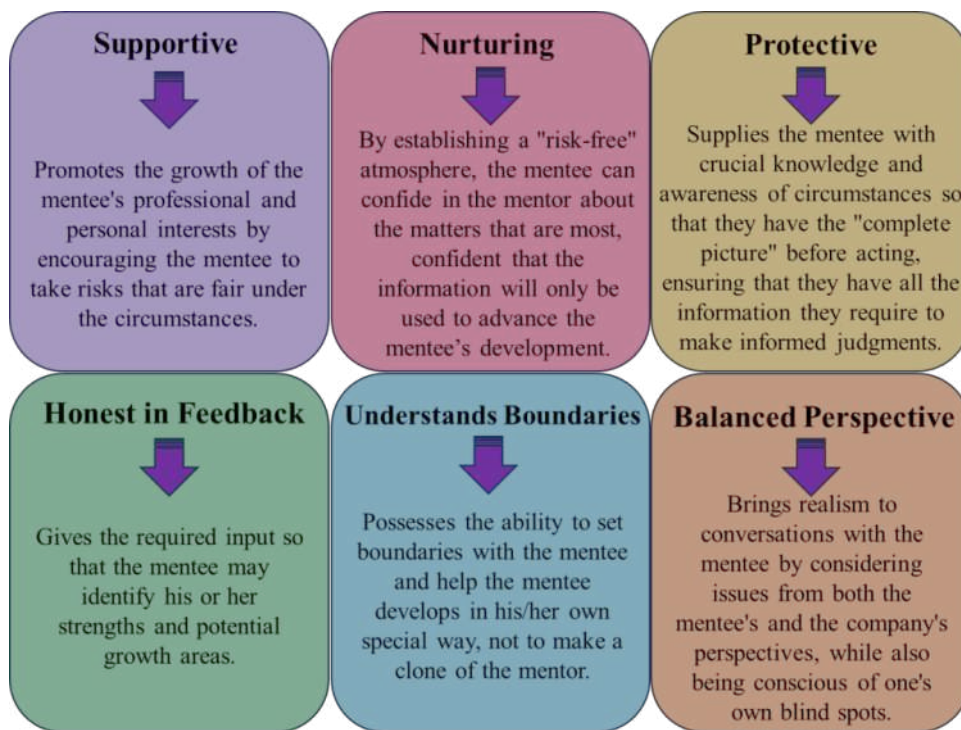 Supportive
Promotes the growth of the
mentee's professional and
personal interests by
encouraging the mentee to
take risks that are fair under
the circumstances.
Nurturing
By establishing a "risk-free"
atmosphere, the mentee can
confide in the mentor about
the matters that are most,
confident that the
information will only be
used to advance the
mentee's development.
Protective
Supplies the mentee with
crucial knowledge and
awareness of circumstances so
that they have the "complete
picture" before acting,
ensuring that they have all the
information they require to
make informed judgments.
Honest in Feedback
Gives the required input so
that the mentee may
identify his or her
strengths and potential
growth areas.
Understands Boundaries
Possesses the ability to set
boundaries with the mentee
and help the mentee
develops in his/her own
special way, not to make a
clone of the mentor.
Balanced Perspective
Brings realism to
conversations with the
mentee by considering
issues from both the
mentee's and the company's
perspectives, while also
being conscious of one's
own blind spots.